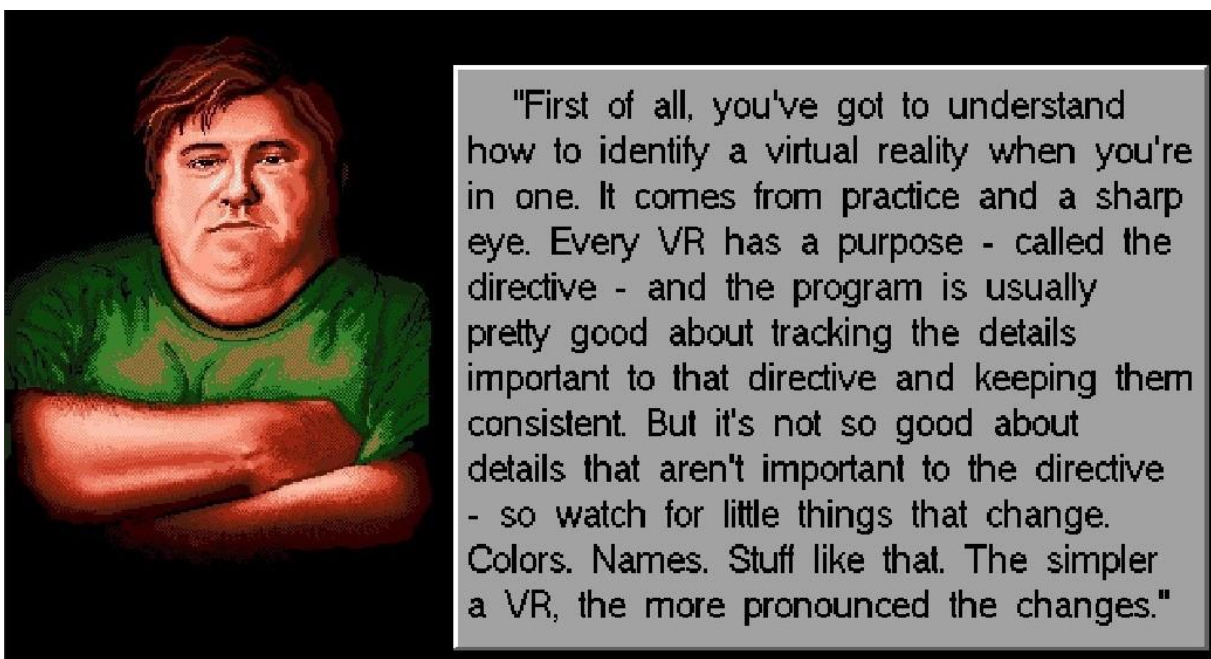 "First of all, you've got to understand
how to identify a virtual reality when you're
in one. It comes from practice and a sharp
eye. Every VR has a purpose - called the
directive - and the program is usually
pretty good about tracking the details
important to that directive and keeping them
consistent. But it's not so good about
details that aren't important to the directive
- so watch for little things that change.
Colors. Names. Stuff like that. The simpler
a VR, the more pronounced the changes."